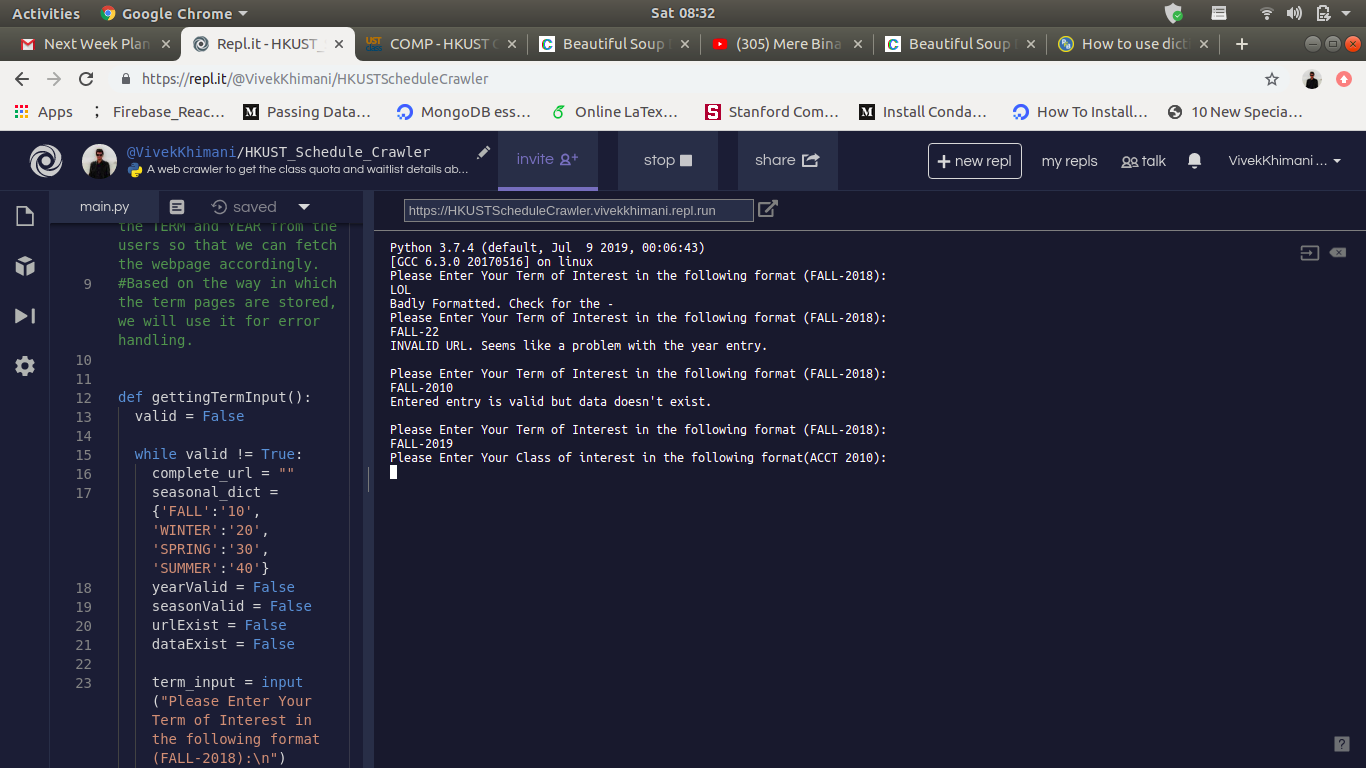 Activities
Google Chrome
Sat 08:32
Next Week Plan
Repl.it - HKUST_
COMP - HKUST C
Beautiful Soup
(305) Mere Bina
Beautiful Soup
How to use dict
https://repl.it/@VivekKhimani/HKUSTScheduleCrawler
Apps
Firebase_Reac...
Passing Data...
MongoDB ess...
Online LaTex...
Stanford Com...
Install Conda...
How To Install...
10 New Specia...
@VivekKhimani/HKUST_Schedule_Crawler
A web crawler to get the class quota and waitlist details ab...
invite
stop
share
+ new repl
my repls
talk
VivekKhimani ...
main.py
saved
https://HKUSTScheduleCrawler.vivekkhimani.repl.run
the TERM and YEAR from the
users so that we can fetch
the webpage accordingly.
9 #Based on the way in which
the term pages are stored,
we will use it for error
handling.
10
11
12 def gettingTermInput():
13 valid = False
14
15 while valid != True:
16 complete_url = ""
17 seasonal_dict =
{'FALL':'10',
'WINTER':'20',
'SPRING':'30',
'SUMMER':'40'}
18 yearValid = False
19 seasonValid = False
20 urlExist = False
21 dataExist = False
22
23 term_input = input
("Please Enter Your
Term of Interest in
the following format
(FALL-2018):\n")
Python 3.7.4 (default, Jul  9 2019, 00:06:43)
[GCC 6.3.0 20170516] on linux
Please Enter Your Term of Interest in the following format (FALL-2018):
LOL
Badly Formatted. Check for the -
Please Enter Your Term of Interest in the following format (FALL-2018):
FALL-22
INVALID URL. Seems like a problem with the year entry.
Please Enter Your Term of Interest in the following format (FALL-2018):
FALL-2010
Entered entry is valid but data doesn't exist.
Please Enter Your Term of Interest in the following format (FALL-2018):
FALL-2019
Please Enter Your Class of interest in the following format(ACCT 2010):
?